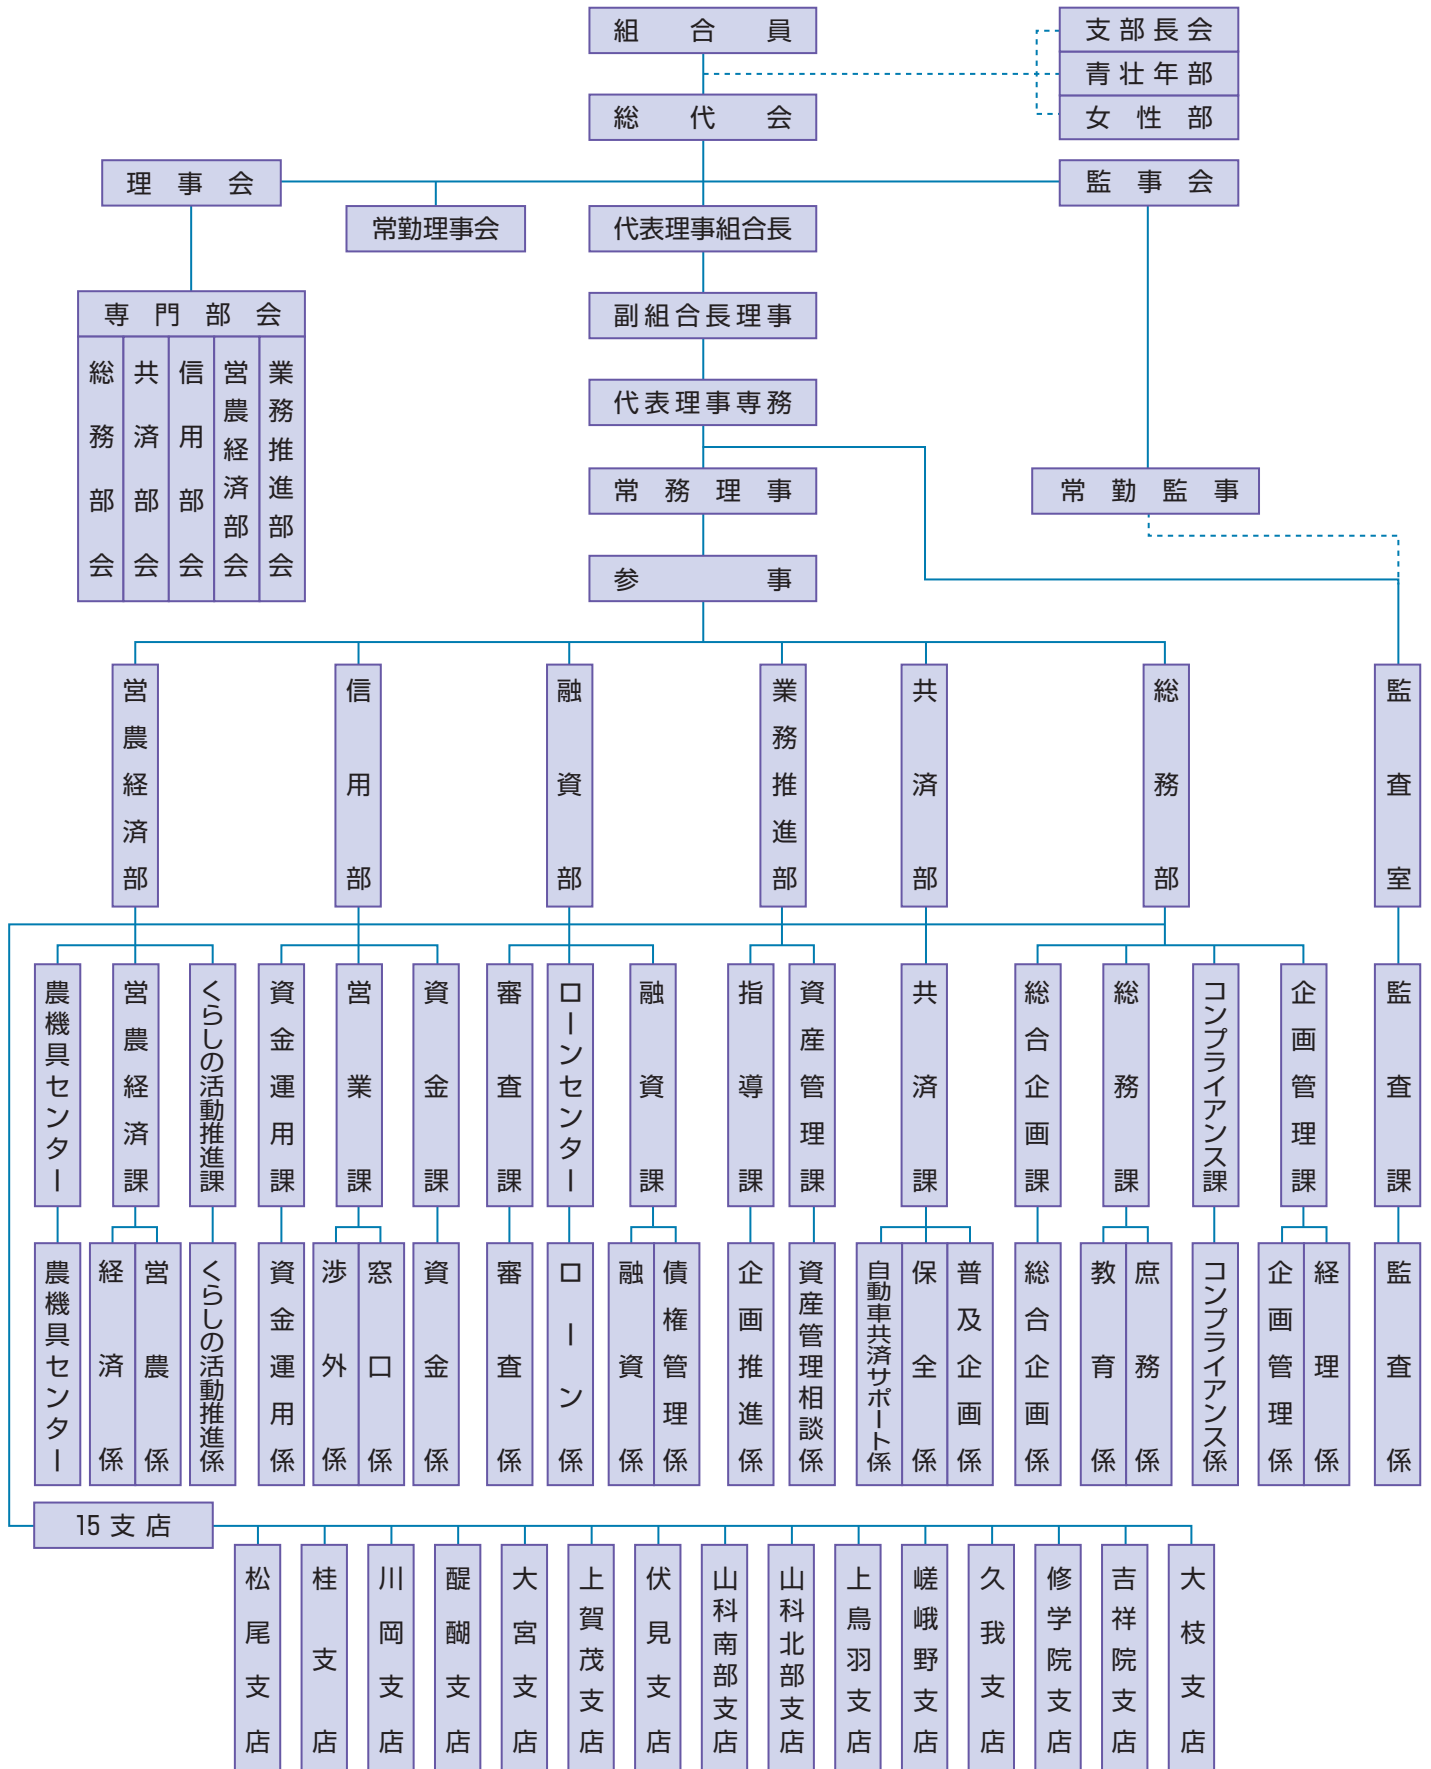 組合員
支部長会
青壮年部
女性部
総代会
理事会
監事会
常勤理事会
代表理事組合長
専門部会
総務部会
共済部会
信用部会
営農経済部会
業務推進部会
副組合長理事
代表理事専務
常務理事
常勤監事
参事
営農経済部
信用部
融資部
業務推進部
共済部
総務部
監査室
農機具センター
営農経済課
くらしの活動推進課
資金運用課
営業課
資金課
審査課
ローンセンター
融資課
指導課
資産管理課
共済課
総合企画課
総務課
コンプライアンス課
企画管理課
監査課
農機具センター
経済係
営農係
くらしの活動推進係
資金運用係
渉外係
窓口係
資金係
審査係
ローン係
融資係
債権管理係
企画推進係
資産管理相談係
自動車共済サポート係
保全係
普及企画係
総合企画係
教育係
庶務係
コンプライアンス係
企画管理係
経理係
監査係
15支店
松尾支店
桂支店
川岡支店
醍醐支店
大宮支店
上賀茂支店
伏見支店
山科南部支店
山科北部支店
上鳥羽支店
嵯峨野支店
久我支店
修学院支店
吉祥院支店
大枝支店